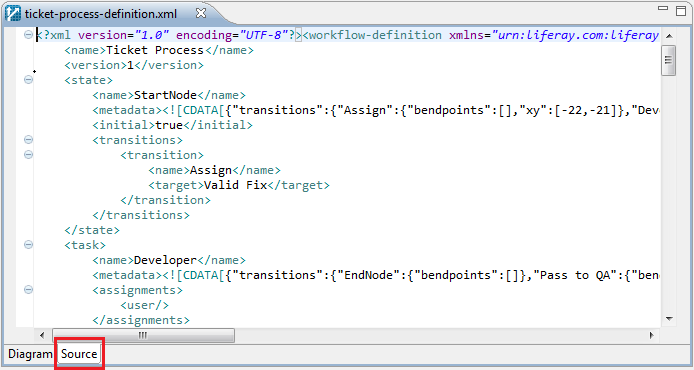 ticket-process-definition.xml
<?xml version="1.0" encoding="UTF-8"?><workflow-definition xmlns="urn:liferay.com:liferay
<name>Ticket Process</name>
<version>1</version>
<state>
<name>StartNode</name>
<metadata><![CDATA[{"transitions":{"Assign":{"bendpoints":[],"xy":[-22,-21]},"Dev
<initial>true</initial>
<transitions>
<transition>
<name>Assign</name>
<target>Valid Fix</target>
</transition>
</transitions>
</state>
<task>
<name>Developer</name>
<metadata><![CDATA[{"transitions":{"EndNode":{"bendpoints":[]},"Pass to QA":{"ben
<assignments>
<user/>
</assignments>
Diagram Source